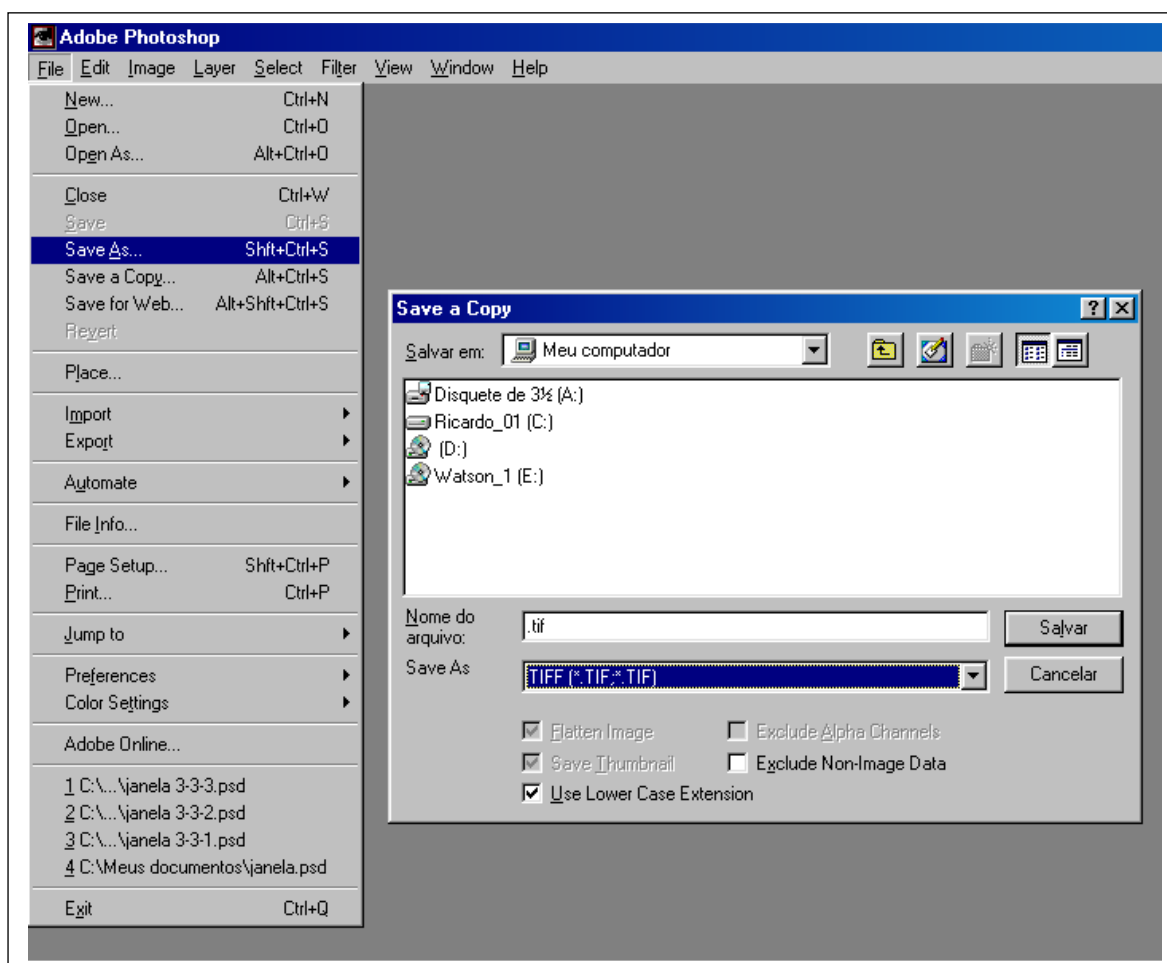 Adobe Photoshop
File Edit Image Layer Select Filter View Window Help
New... Ctrl+N
Open... Ctrl+O
Open As... Alt+Ctrl+O
Close Ctrl+W
Save Ctrl+S
Save As... Shft+Ctrl+S
Save a Copy... Alt+Ctrl+S
Save for Web... Alt+Shft+Ctrl+S
Revert
Place...
Import
Export
Automate
File Info...
Page Setup... Shft+Ctrl+P
Print... Ctrl+P
Jump to
Preferences
Color Settings
Adobe Online...
1 C:\...\janela 3-3-3.psd
2 C:\...\janela 3-3-2.psd
3 C:\...\janela 3-3-1.psd
4 C:\Meus documentos\janela.psd
Exit Ctrl+Q
Save a Copy
Salvar em: Meu computador
Disquete de 3½ (A:)
Ricardo_01 (C:)
(D:)
Watson_1 (E:)
Nome do
arquivo:
.tif
Salvar
Save As TIFF (*.TIF;*.TIF) Cancelar
Flatten Image Exclude Alpha Channels
Save Thumbnail Exclude Non-Image Data
Use Lower Case Extension